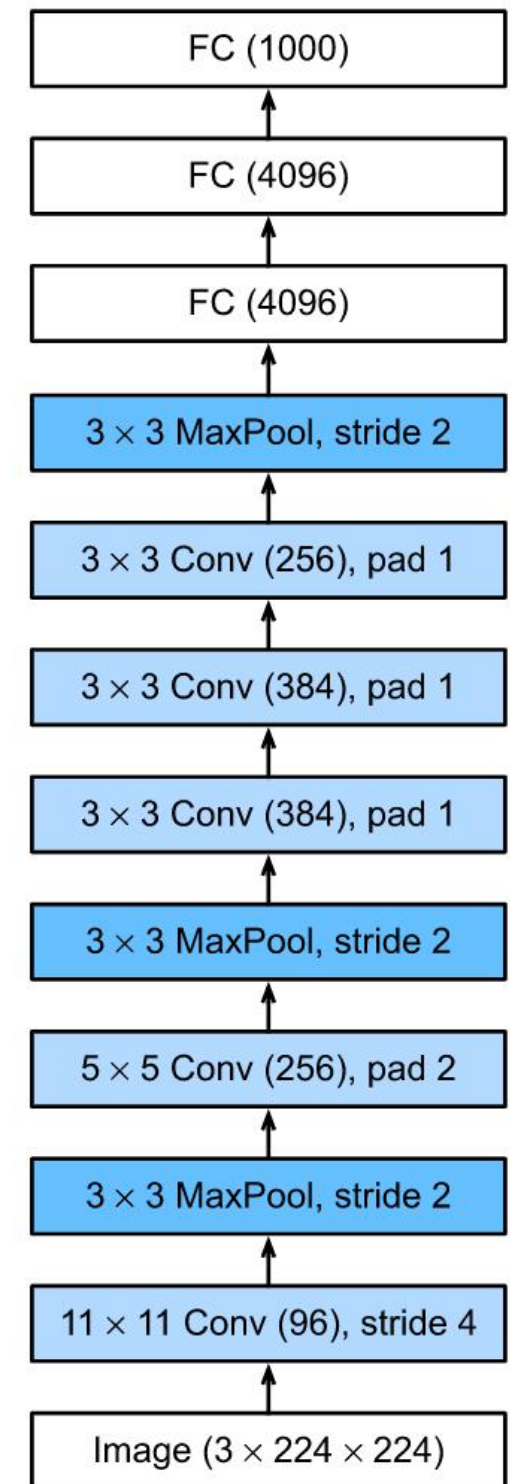 FC (1000)
FC (4096)
FC (4096)
3 × 3 MaxPool, stride 2
3 × 3 Conv (256), pad 1
3 × 3 Conv (384), pad 1
3 × 3 Conv (384), pad 1
3 × 3 MaxPool, stride 2
5 × 5 Conv (256), pad 2
3 × 3 MaxPool, stride 2
11 × 11 Conv (96), stride 4
Image (3 × 224 × 224)